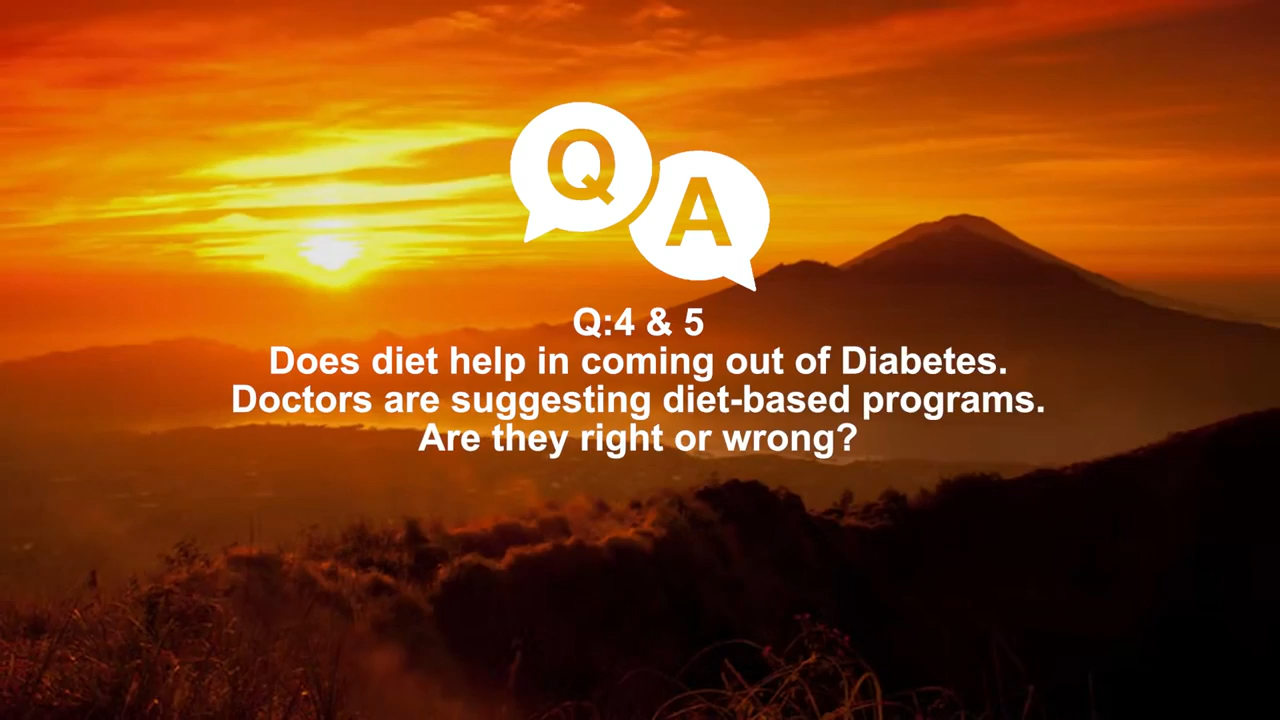 Q
A
Q:4 & 5
Does diet help in coming out of Diabetes.
Doctors are suggesting diet-based programs.
Are they right or wrong?